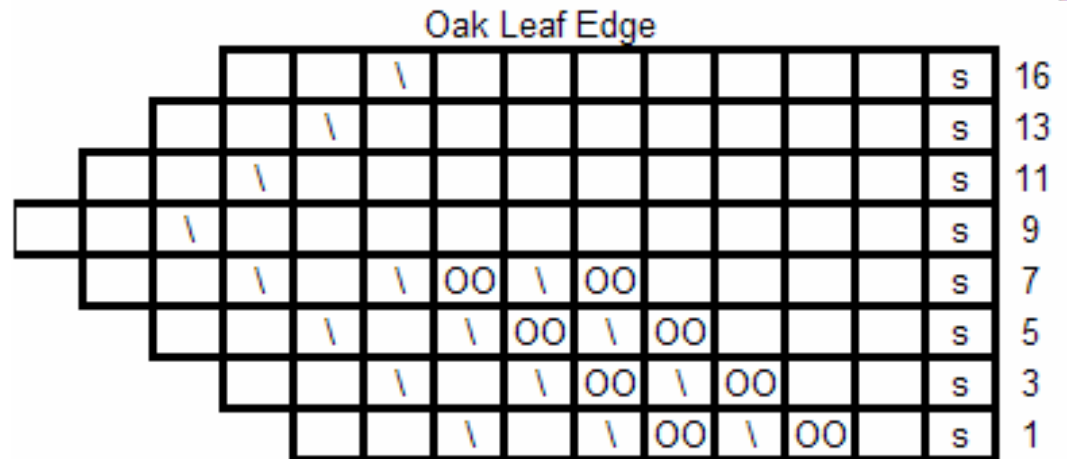 Oak Leaf Edge
\ s 16
\ s 13
\ s 11
\ s 9
\ \ OO \ OO s 7
\ \ OO \ OO s 5
\ \ OO \ OO s 3
\ \ OO \ OO s 1